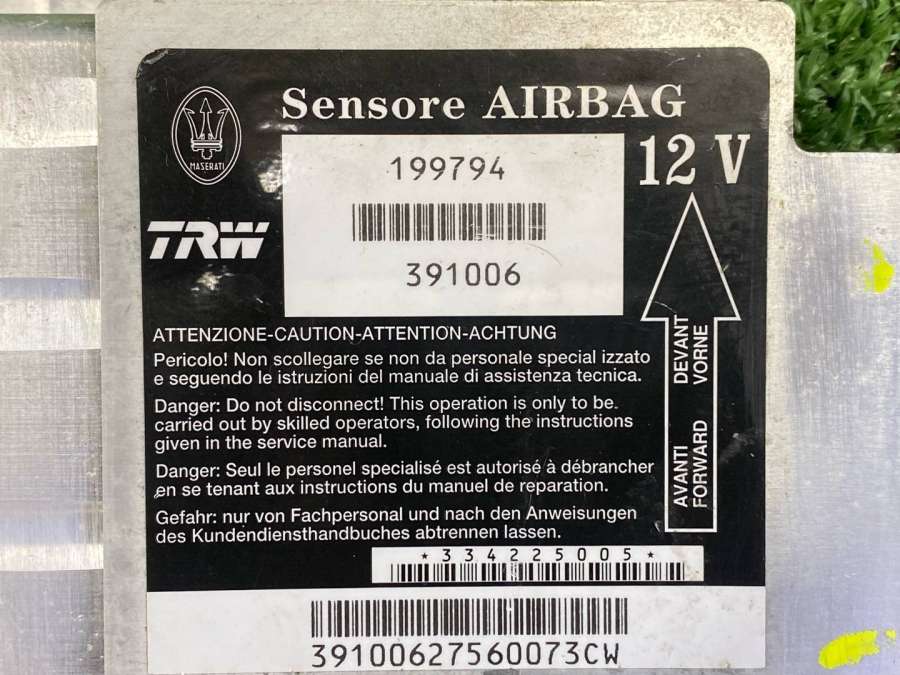 Sensore AIRBAG
MASERATI
12 V
TRW
199794
391006
ATTENZIONE-CAUTION-ATTENTION-ACHTUNG
Pericolo! Non scollegare se non da personale special izzato
e seguendo le istruzioni del manuale di assistenza tecnica.
Danger: Do not disconnect! This operation is only to be
carried out by skilled operators, following the instructions
given in the service manual.
Danger: Seul le personel specialisé est autorisé à débrancher
en se tenant aux instructions du manuel de reparation.
Gefahr: nur von Fachpersonal und nach den Anweisungen
des Kundendiensthandbuches abtrennen lassen.
AVANTI DEVANT
FORWARD VORNE
*334225005*
39100627560073CW